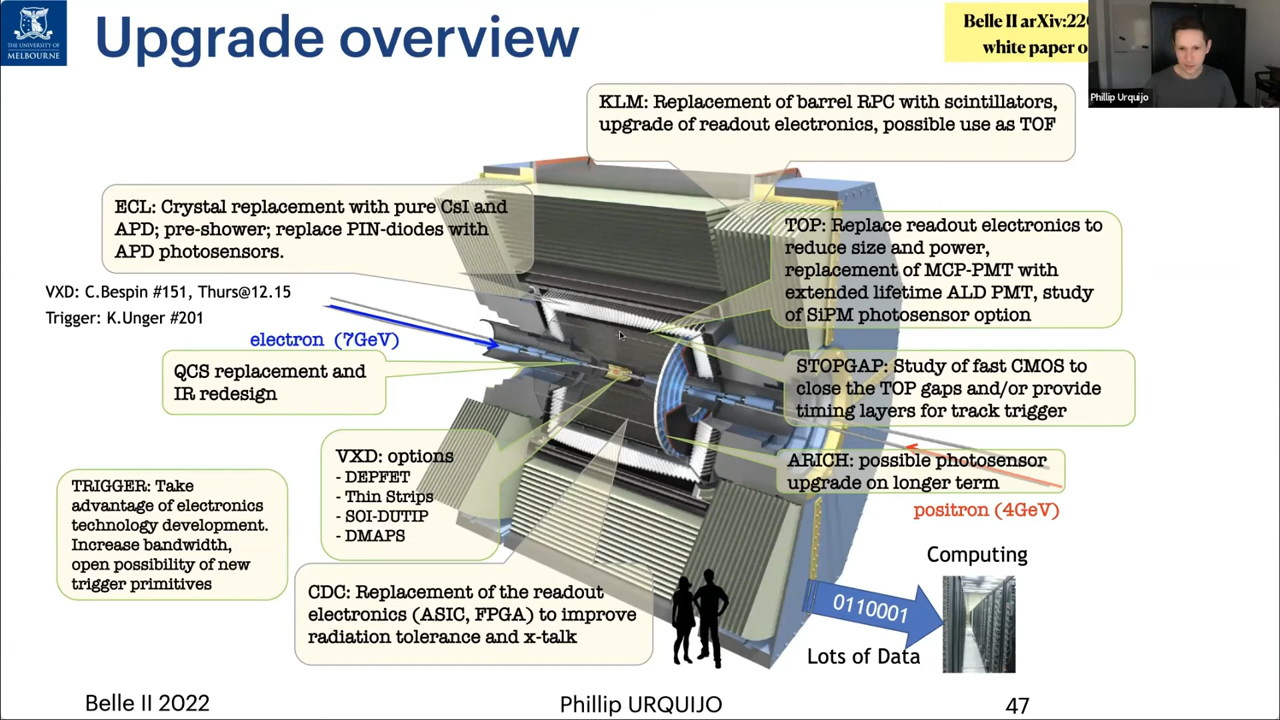 THE UNIVERSITY OF
MELBOURNE
Upgrade overview
Belle II arXiv:22
white paper o
Phillip Urquijo
KLM: Replacement of barrel RPC with scintillators,
upgrade of readout electronics, possible use as TOF
ECL: Crystal replacement with pure CsI and
APD; pre-shower; replace PIN-diodes with
APD photosensors.
TOP: Replace readout electronics to
reduce size and power,
replacement of MCP-PMT with
extended lifetime ALD PMT, study
of SiPM photosensor option
VXD: C.Bespin #151, Thurs@12.15
Trigger: K.Unger #201
electron (7GeV)
QCS replacement and
IR redesign
STOPGAP: Study of fast CMOS to
close the TOP gaps and/or provide
timing layers for track trigger
VXD: options
- DEPFET
- Thin Strips
- SOI-DUTIP
- DMAPS
ARICH: possible photosensor
upgrade on longer term
positron (4GeV)
TRIGGER: Take
advantage of electronics
technology development.
Increase bandwidth,
open possibility of new
trigger primitives
CDC: Replacement of the readout
electronics (ASIC, FPGA) to improve
radiation tolerance and x-talk
Computing
0110001
Lots of Data
Belle II 2022
Phillip URQUIJO
47